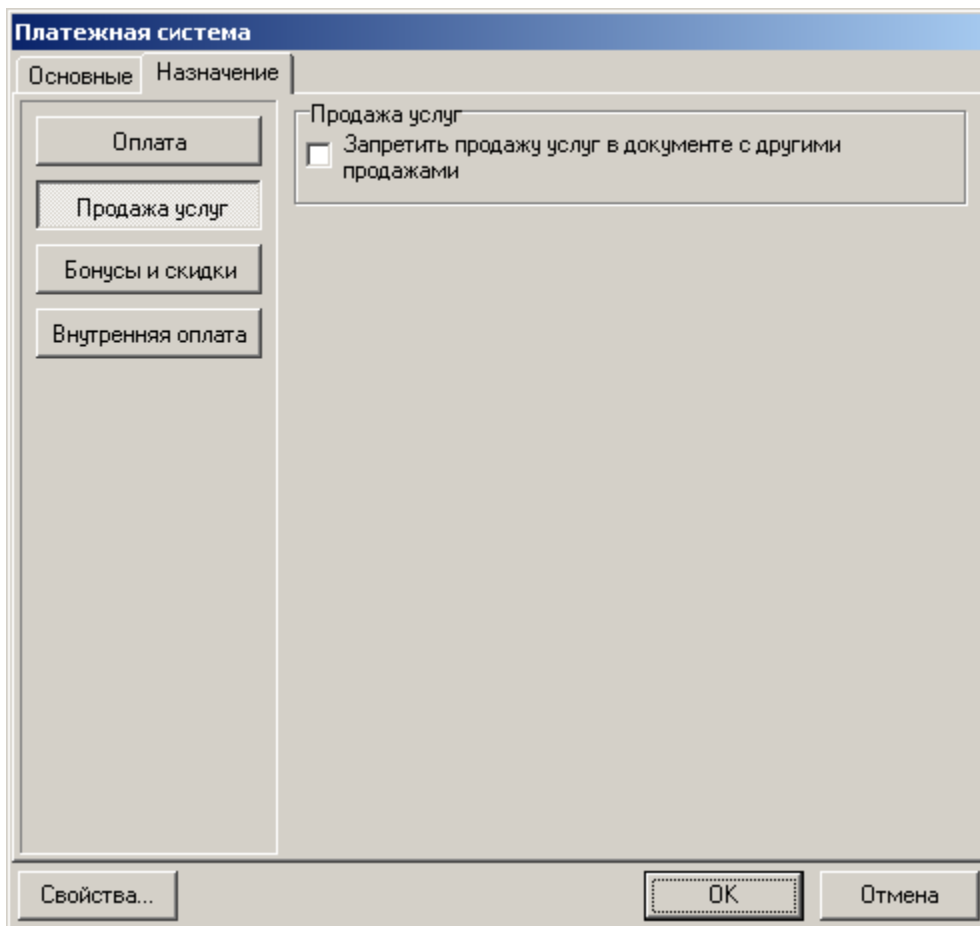 Платежная система
Основные
Назначение
Оплата
Продажа услуг
Бонусы и скидки
Внутренняя оплата
Продажа услуг
Запретить продажу услуг в документе с другими
продажами
Свойства...
OK
Отмена